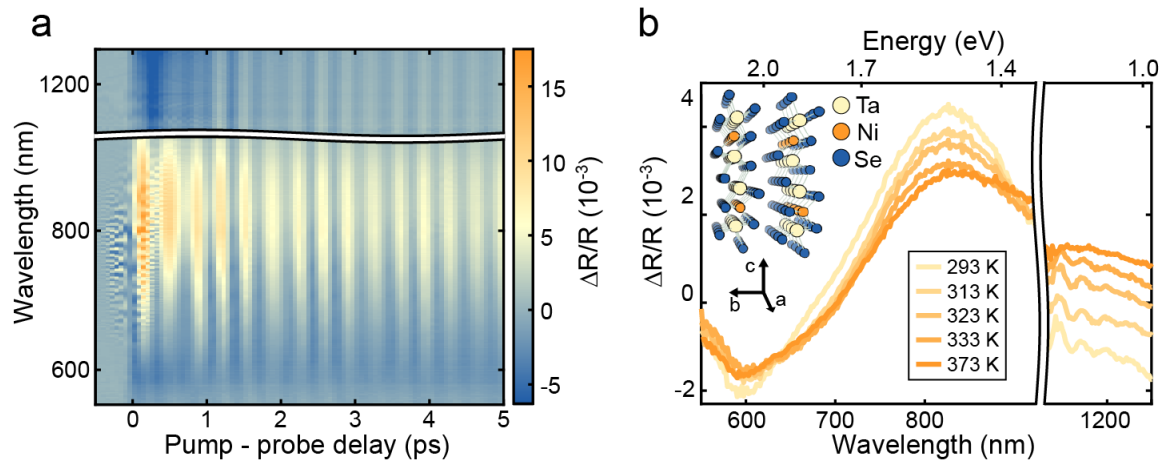 a
Wavelength (nm)
1200
1000
800
600
0
1
2
3
4
5
Pump - probe delay (ps)
15
10
5
0
-5
ΔR/R (10⁻³)
b
Energy (eV)
2.0
1.7
1.4
1.0
ΔR/R (10⁻³)
4
2
0
-2
Ta
Ni
Se
c
b
a
293 K
313 K
323 K
333 K
373 K
600
700
800
1200
Wavelength (nm)